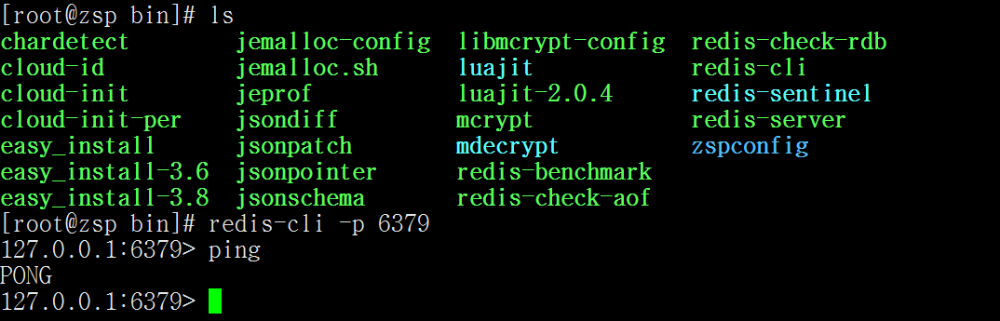 [root@zsp bin]# ls
chardetect jemalloc-config libmcrypt-config redis-check-rdb
cloud-id jemalloc.sh luajit redis-cli
cloud-init jeprof luajit-2.0.4 redis-sentinel
cloud-init-per jsondiff mcrypt redis-server
easy_install jsonpatch mdecrypt zspconfig
easy_install-3.6 jsonpointer redis-benchmark
easy_install-3.8 jsonschema redis-check-aof
[root@zsp bin]# redis-cli -p 6379
127.0.0.1:6379> ping
PONG
127.0.0.1:6379>